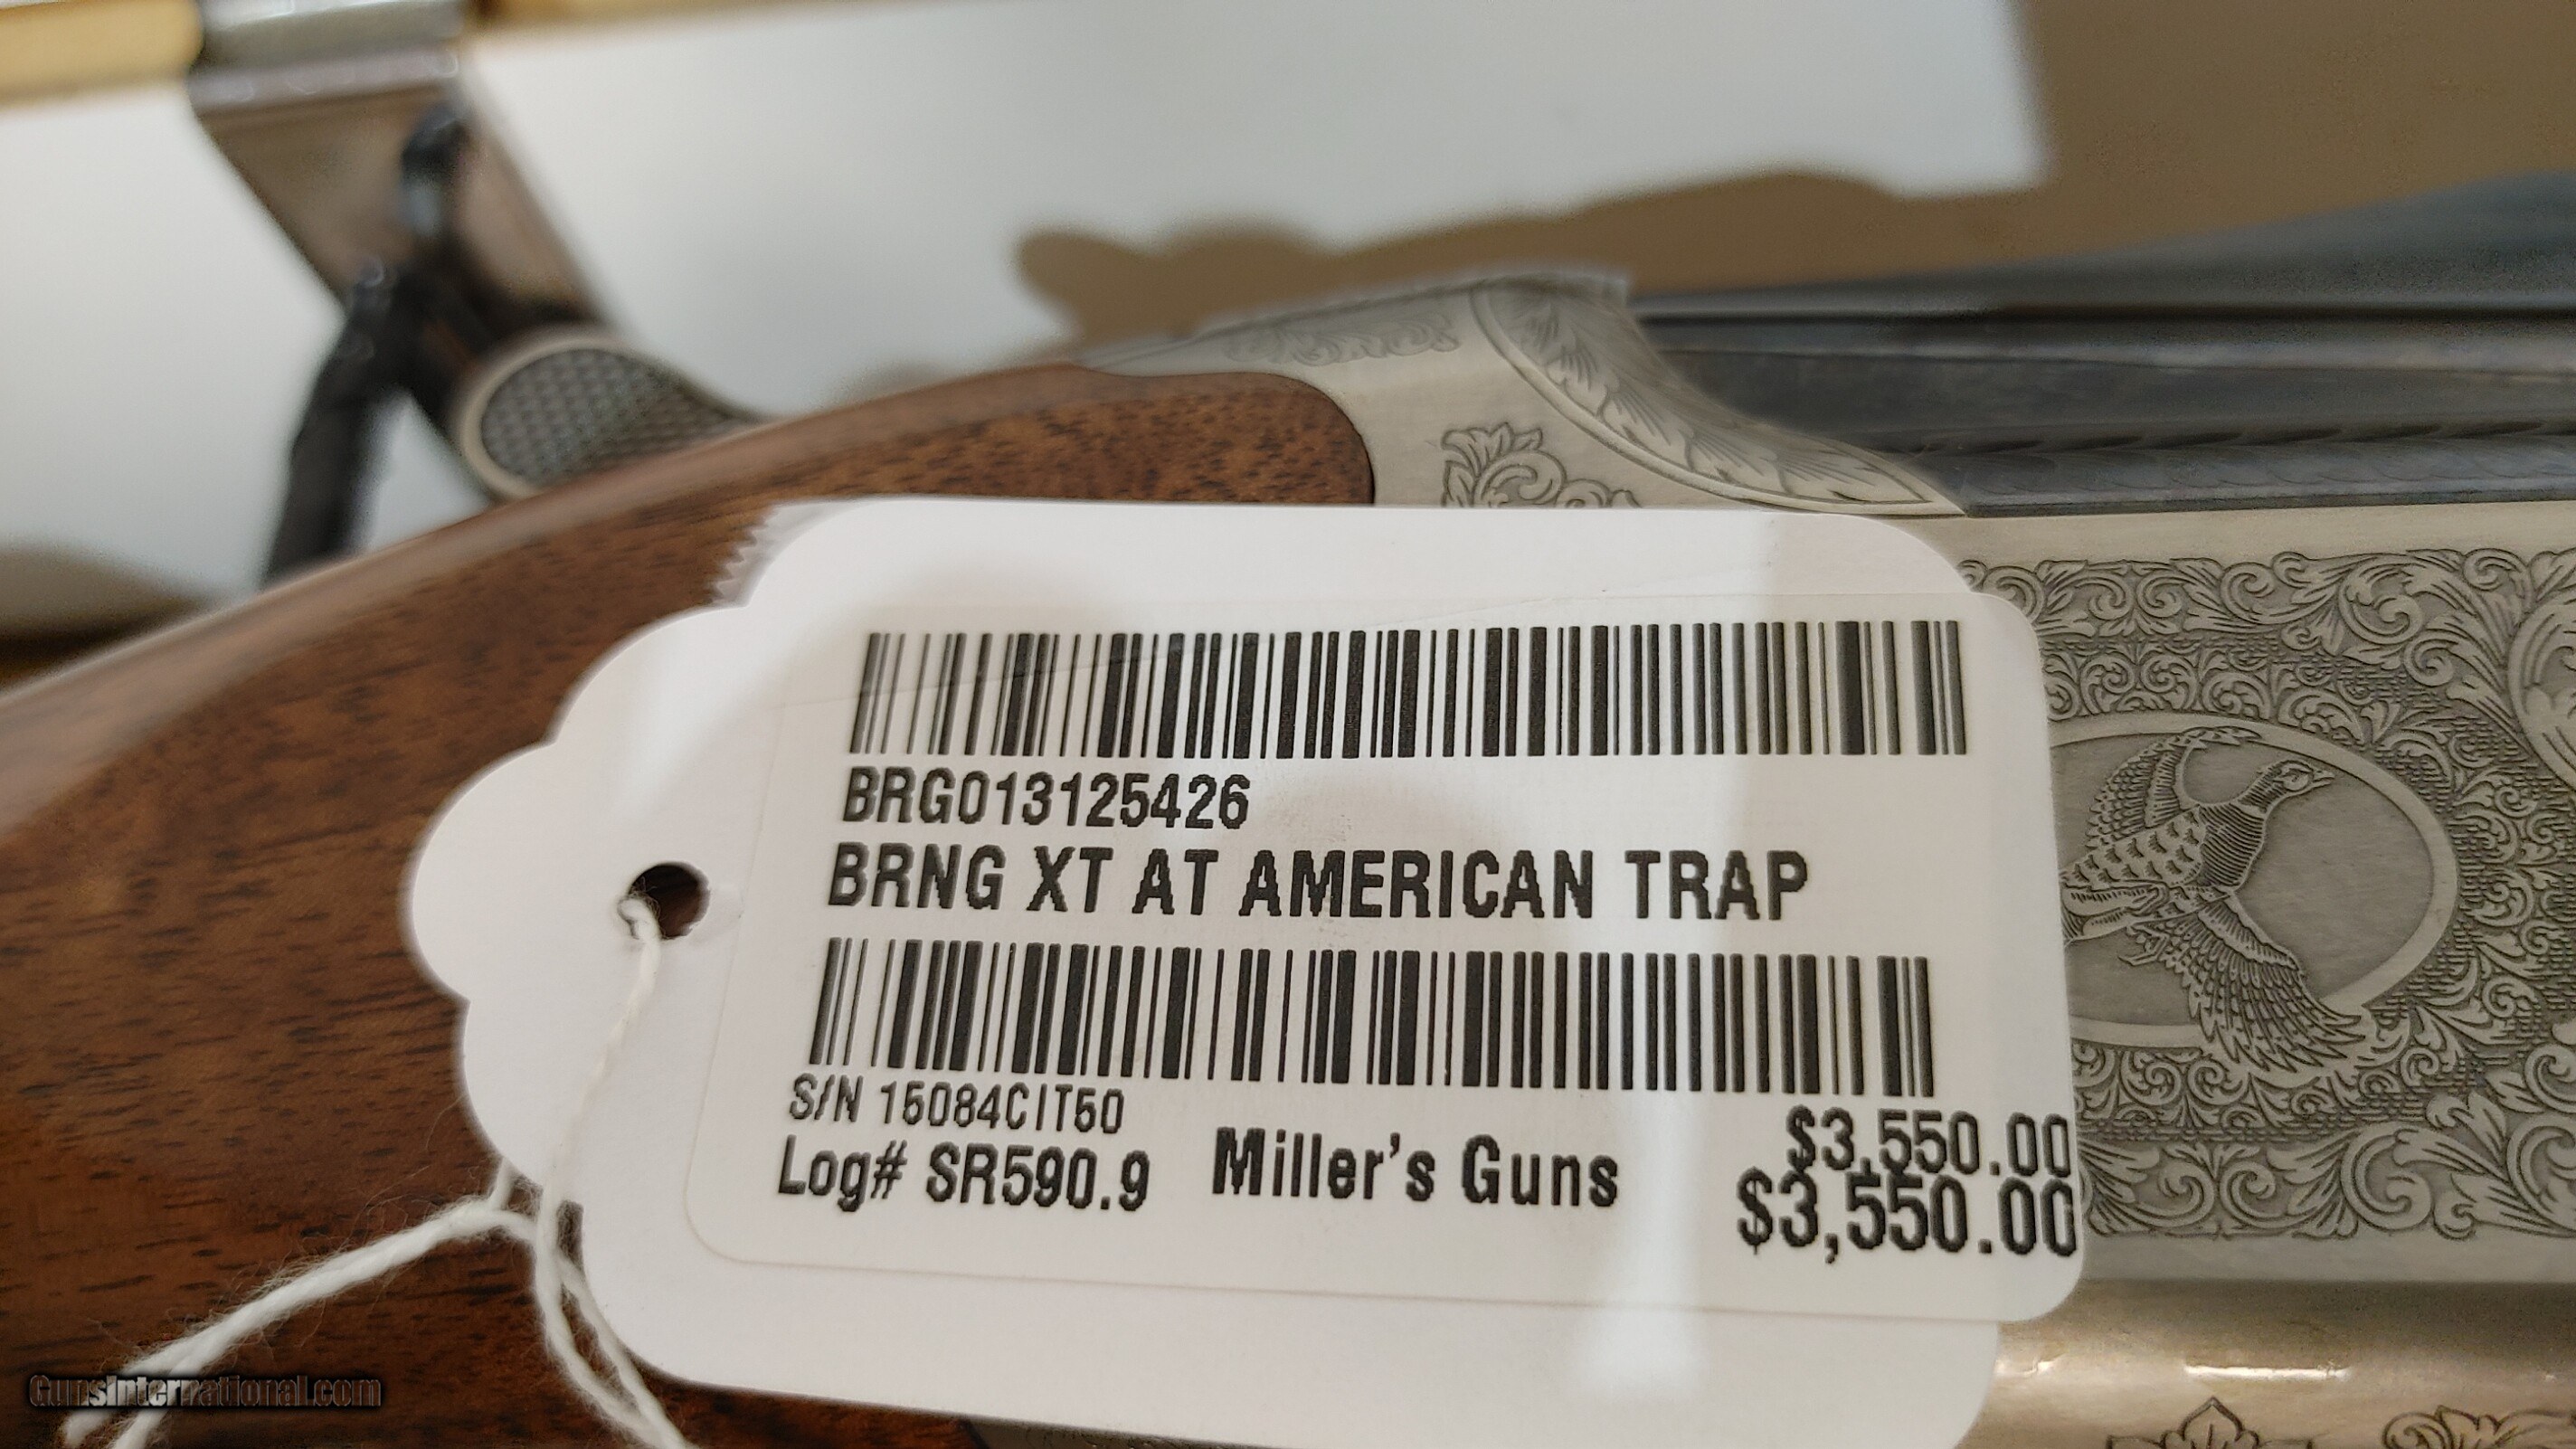 BRG013125426
BRNG XT AT AMERICAN TRAP
S/N 15084CIT50
Log# SR590.9 Miller's Guns $3,550.00
$3,550.00
GunsInternational.com